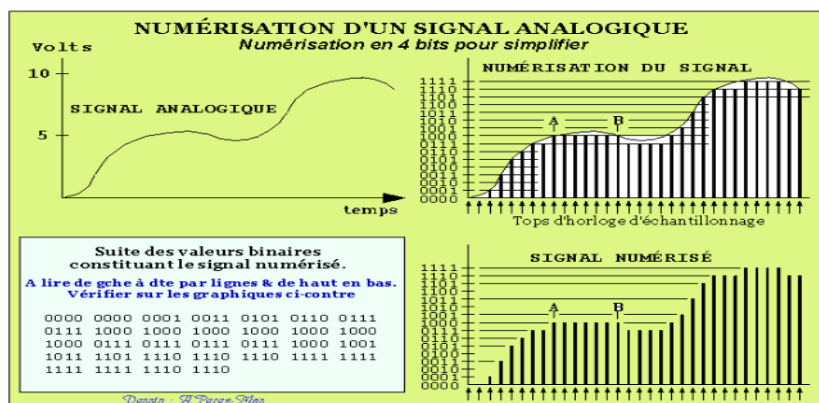 NUMÉRISATION D'UN SIGNAL ANALOGIQUE
Numérisation en 4 bits pour simplifier
Volts
10
SIGNAL ANALOGIQUE
5
temps
NUMÉRISATION DU SIGNAL
1111
1110
1101
1011
1010
1001
1000
0111
0110
0101
0011
0010
0001
0000
A
B
Tops d'horloge d'échantillonnage
Suite des valeurs binaires
constituant le signal numérisé.
A lire de gche à dte par lignes & de haut en bas.
Vérifier sur les graphiques ci-contre
0000 0000 0001 0011 0101 0110 0111
0111 1000 1000 1000 1000 1000 1000
1000 0111 0111 0111 0111 1000 1001
1011 1101 1110 1110 1110 1111 1111
1111 1111 1110 1110
SIGNAL NUMÉRISÉ
1111
1110
1101
1011
1010
1001
1000
0111
0110
0101
0011
0010
0001
0000
A
B
Dessin :